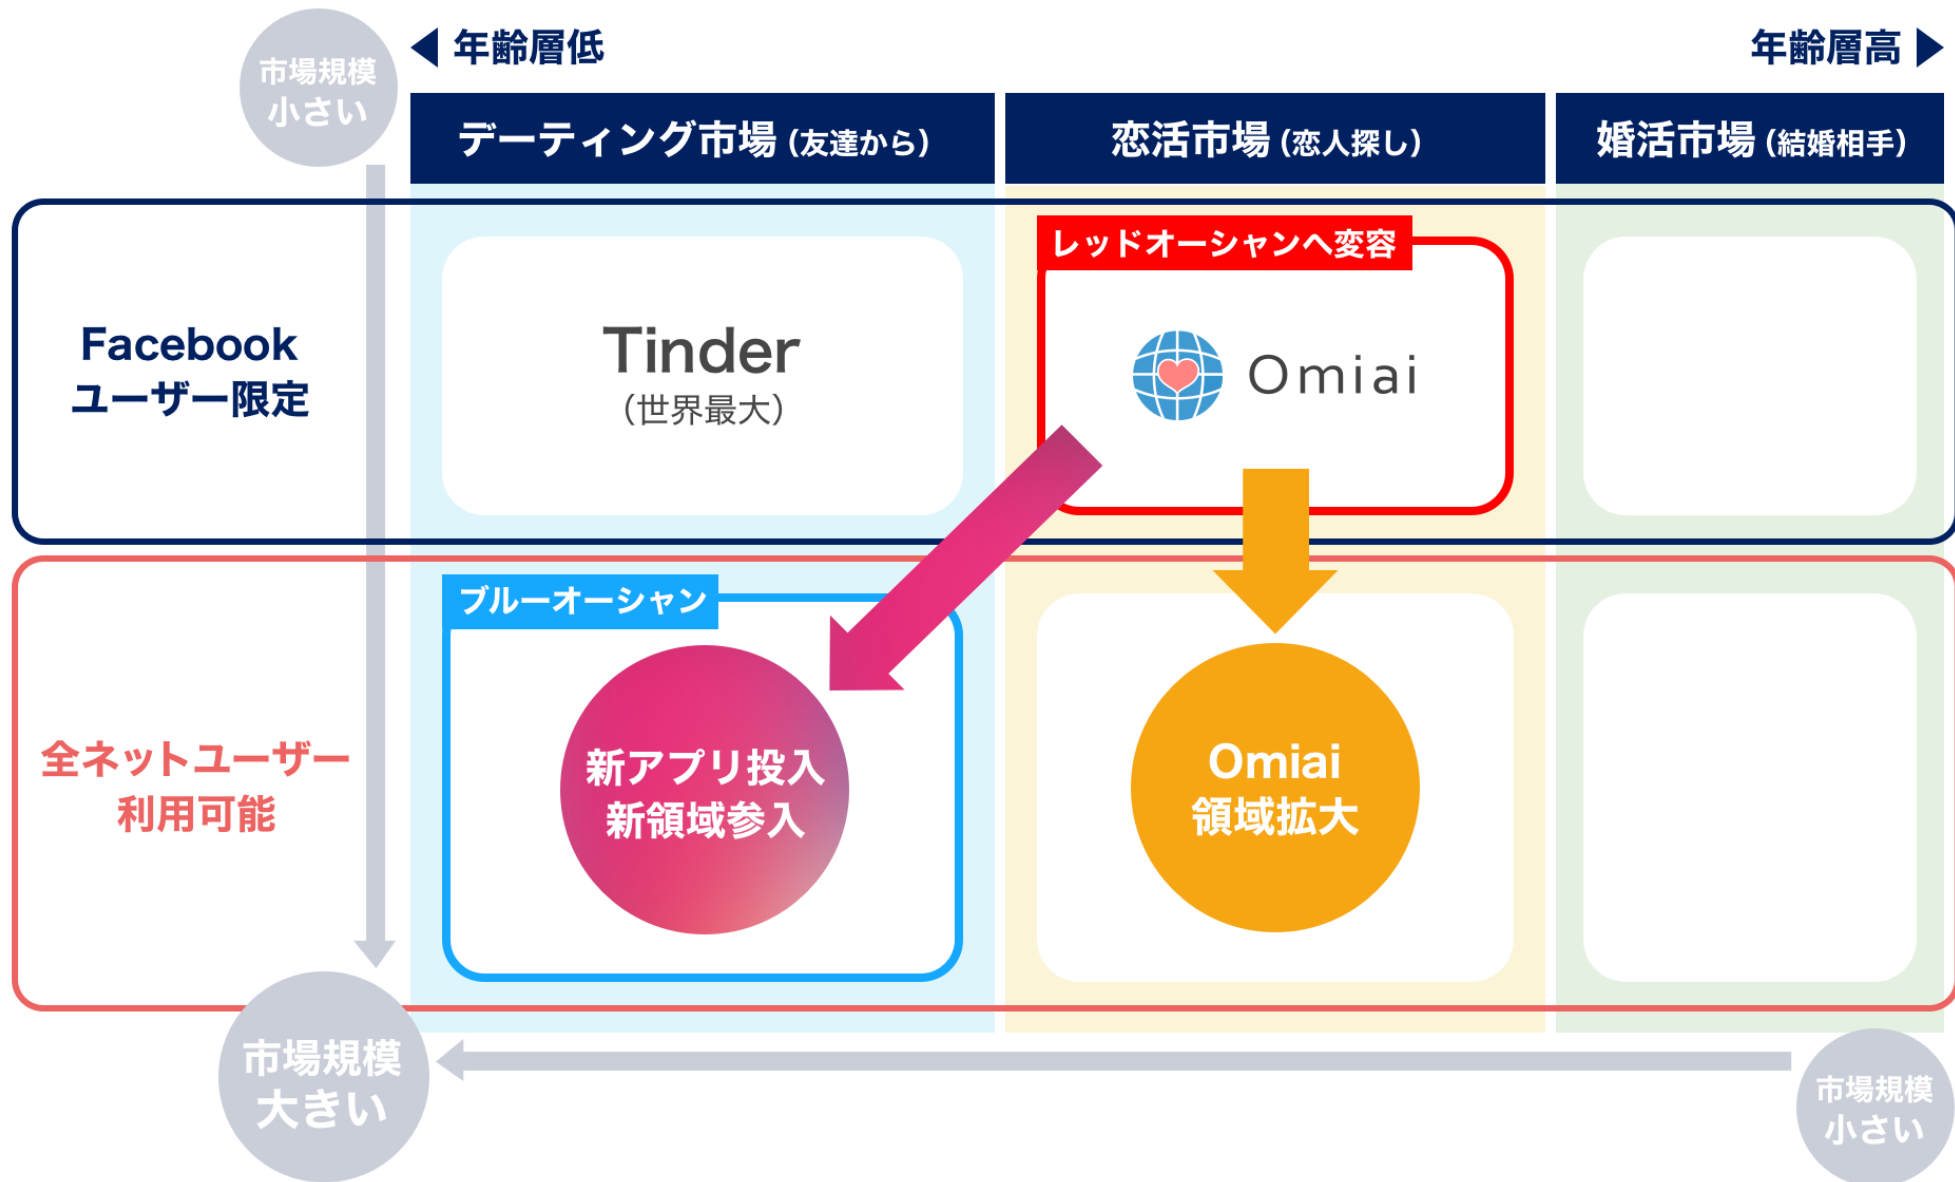 市場規模
小さい
年齢層低
年齢層高
デーティング市場(友達から)
恋活市場(恋人探し)
婚活市場(結婚相手)
レッドオーシャンへ変容
Facebook
ユーザー限定
Tinder
(世界最大)
Omiai
ブルーオーシャン
全ネットユーザー
利用可能
新アプリ投入
新領域参入
Omiai
領域拡大
市場規模
大きい
市場規模
小さい